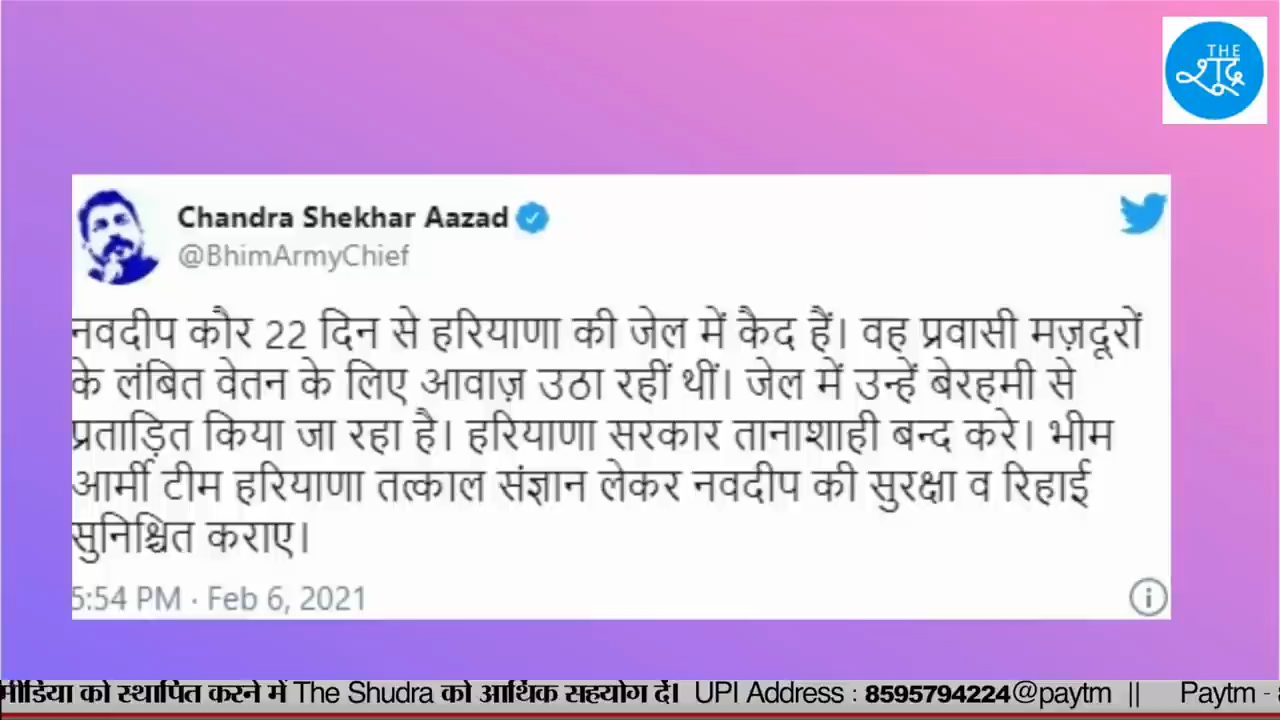 THE
शूद्र
Chandra Shekhar Aazad
@BhimArmyChief
नवदीप कौर 22 दिन से हरियाणा की जेल में कैद हैं। वह प्रवासी मज़दूरों
के लंबित वेतन के लिए आवाज़ उठा रहीं थीं। जेल में उन्हें बेरहमी से
प्रताड़ित किया जा रहा है। हरियाणा सरकार तानाशाही बन्द करे। भीम
आर्मी टीम हरियाणा तत्काल संज्ञान लेकर नवदीप की सुरक्षा व रिहाई
सुनिश्चित कराए।
5:54 PM · Feb 6, 2021
मीडिया को स्थापित करने में The Shudra को आर्थिक सहयोग दें। UPI Address : 8595794224@paytm || Paytm -